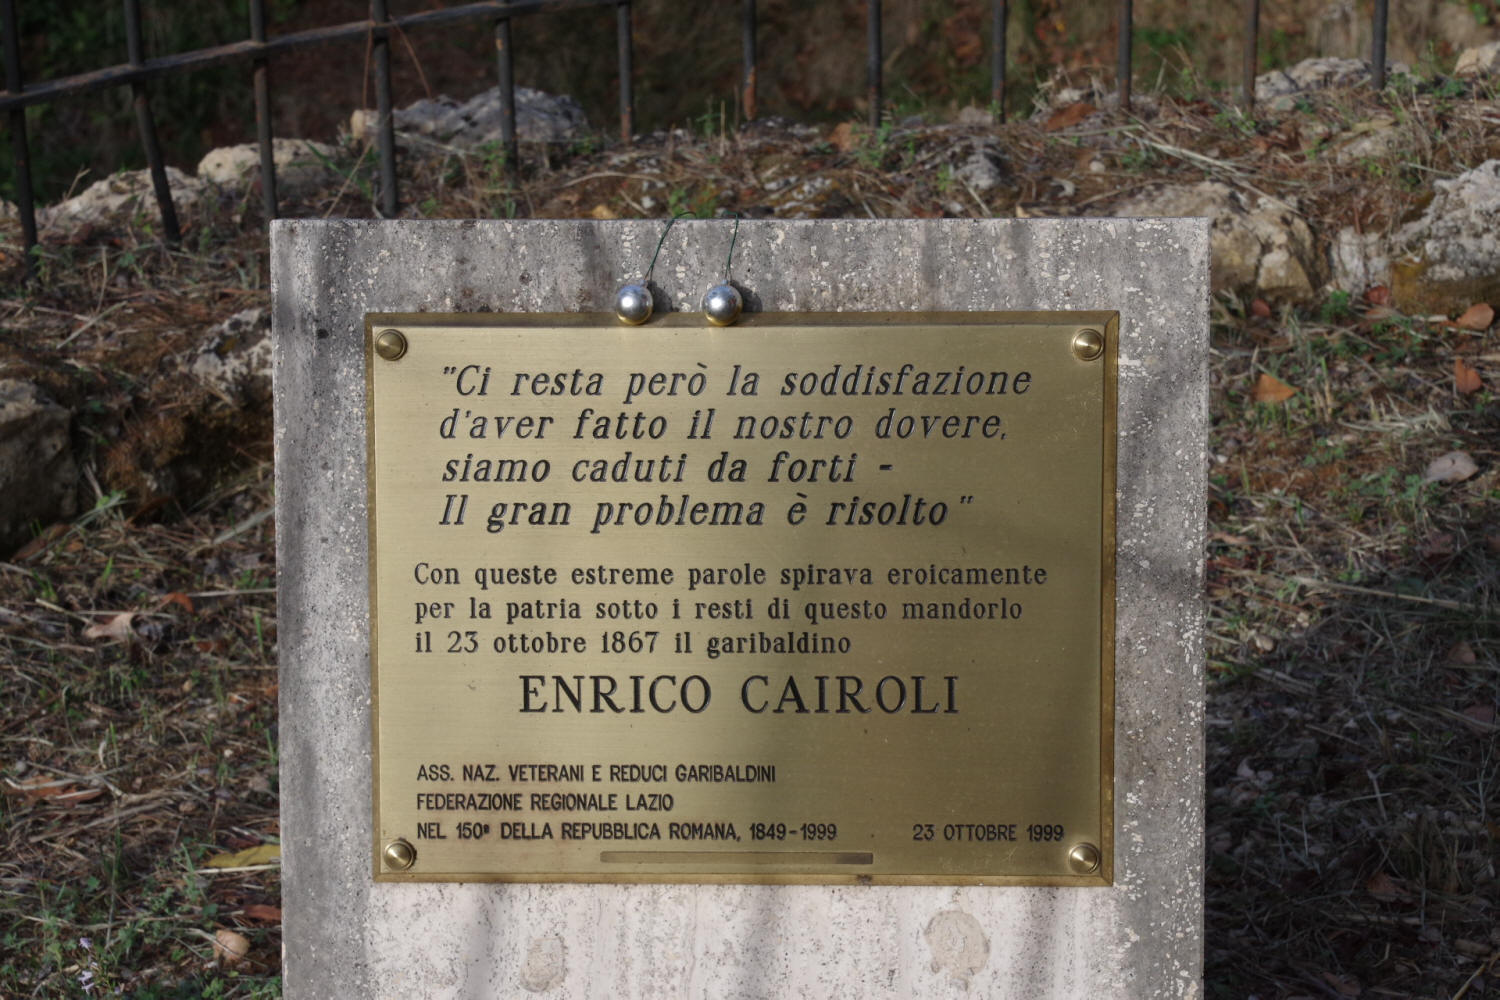 "Ci resta però la soddisfazione
d'aver fatto il nostro dovere,
siamo caduti da forti -
Il gran problema è risolto"
Con queste estreme parole spirava eroicamente
per la patria sotto i resti di questo mandorlo
il 23 ottobre 1867 il garibaldino
ENRICO CAIROLI
ASS. NAZ. VETERANI E REDUCI GARIBALDINI
FEDERAZIONE REGIONALE LAZIO
NEL 150º DELLA REPUBBLICA ROMANA, 1849-1999 23 OTTOBRE 1999